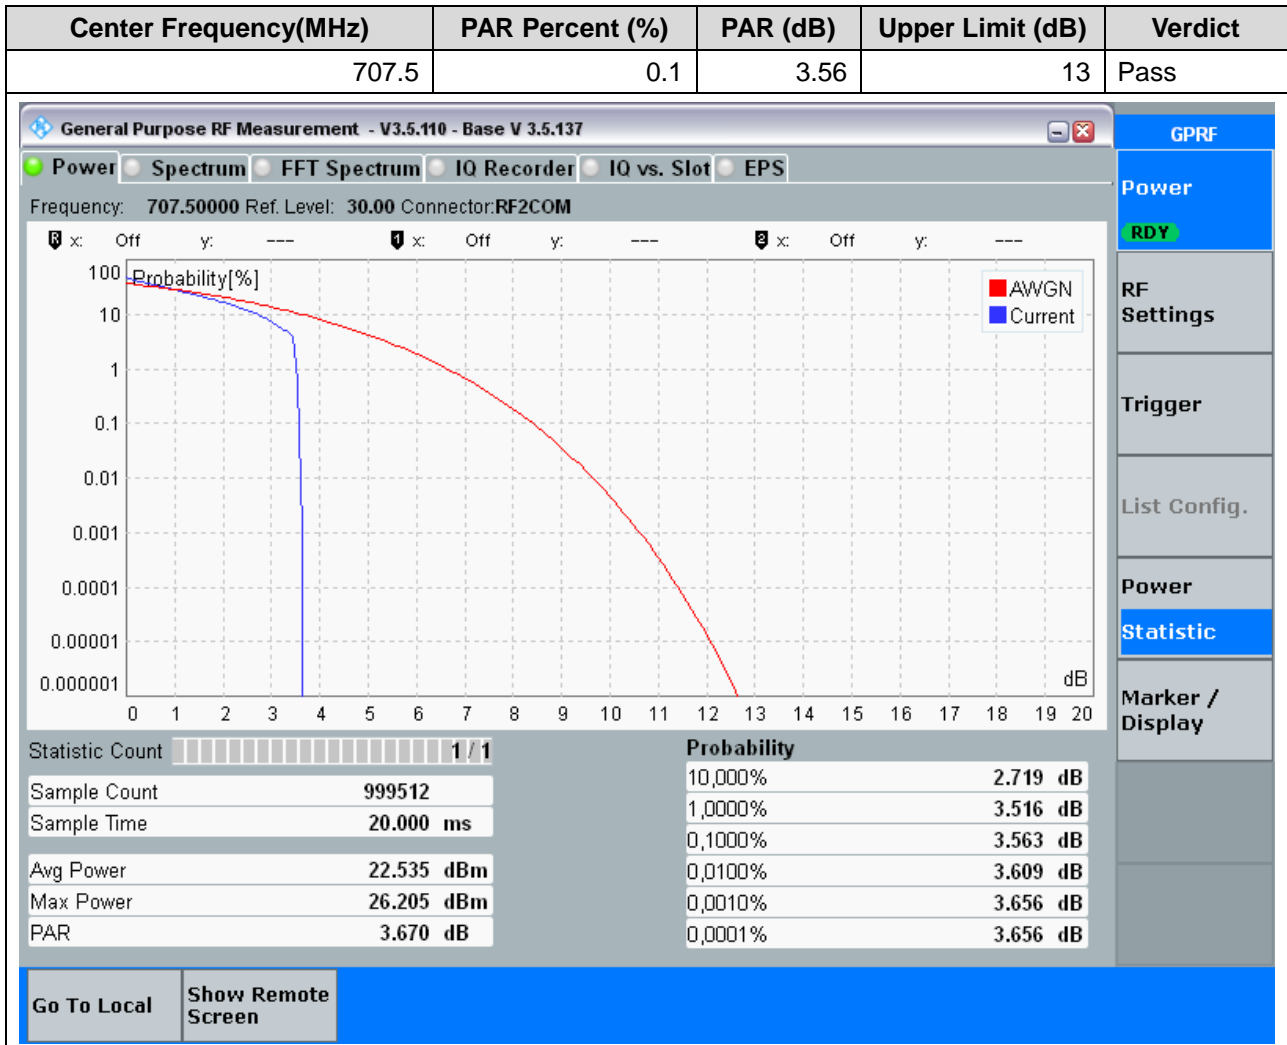 Center Frequency(MHz) PAR Percent (%) PAR (dB) Upper Limit (dB) Verdict
707.5 0.1 3.56 13 Pass
General Purpose RF Measurement - V3.5.110 - Base V 3.5.137
GPRF
Power Spectrum FFT Spectrum IQ Recorder IQ vs. Slot EPS
Frequency: 707.50000 Ref. Level: 30.00 Connector:RF2COM
R x: Off y: --- 1 x: Off y: --- 2 x: Off y: ---
Probability[%]
100
10
1
0.1
0.01
0.001
0.0001
0.00001
0.000001
AWGN
Current
dB
0 1 2 3 4 5 6 7 8 9 10 11 12 13 14 15 16 17 18 19 20
Statistic Count 1 / 1
Sample Count 999512
Sample Time 20.000 ms
Avg Power 22.535 dBm
Max Power 26.205 dBm
PAR 3.670 dB
Probability
10,000% 2.719 dB
1,0000% 3.516 dB
0,1000% 3.563 dB
0,0100% 3.609 dB
0,0010% 3.656 dB
0,0001% 3.656 dB
Power
RDY
RF
Settings
Trigger
List Config.
Power
Statistic
Marker /
Display
Go To Local
Show Remote
Screen